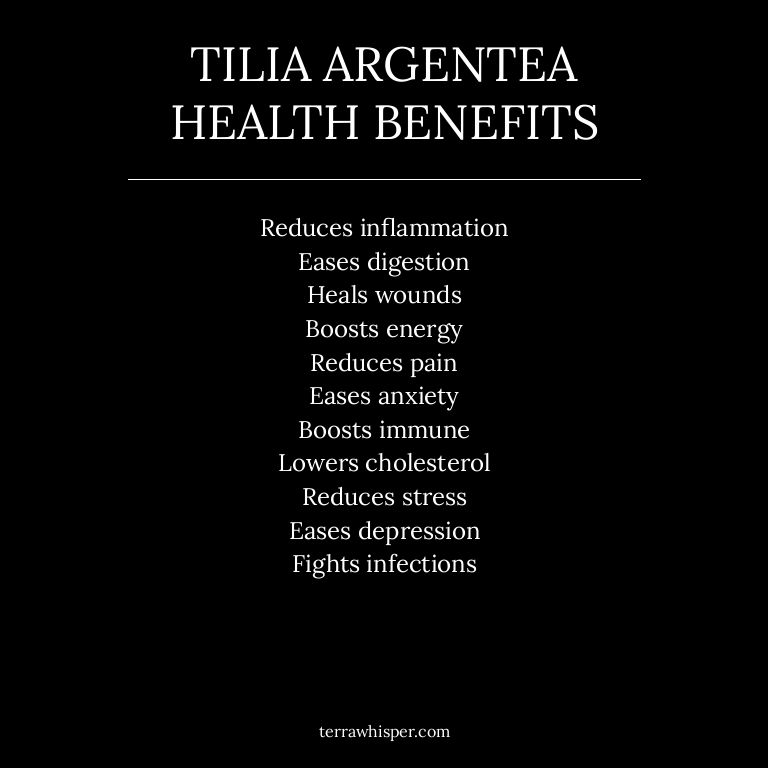 TILIA ARGENTEA
HEALTH BENEFITS
Reduces inflammation
Eases digestion
Heals wounds
Boosts energy
Reduces pain
Eases anxiety
Boosts immune
Lowers cholesterol
Reduces stress
Eases depression
Fights infections
terrawhisper.com